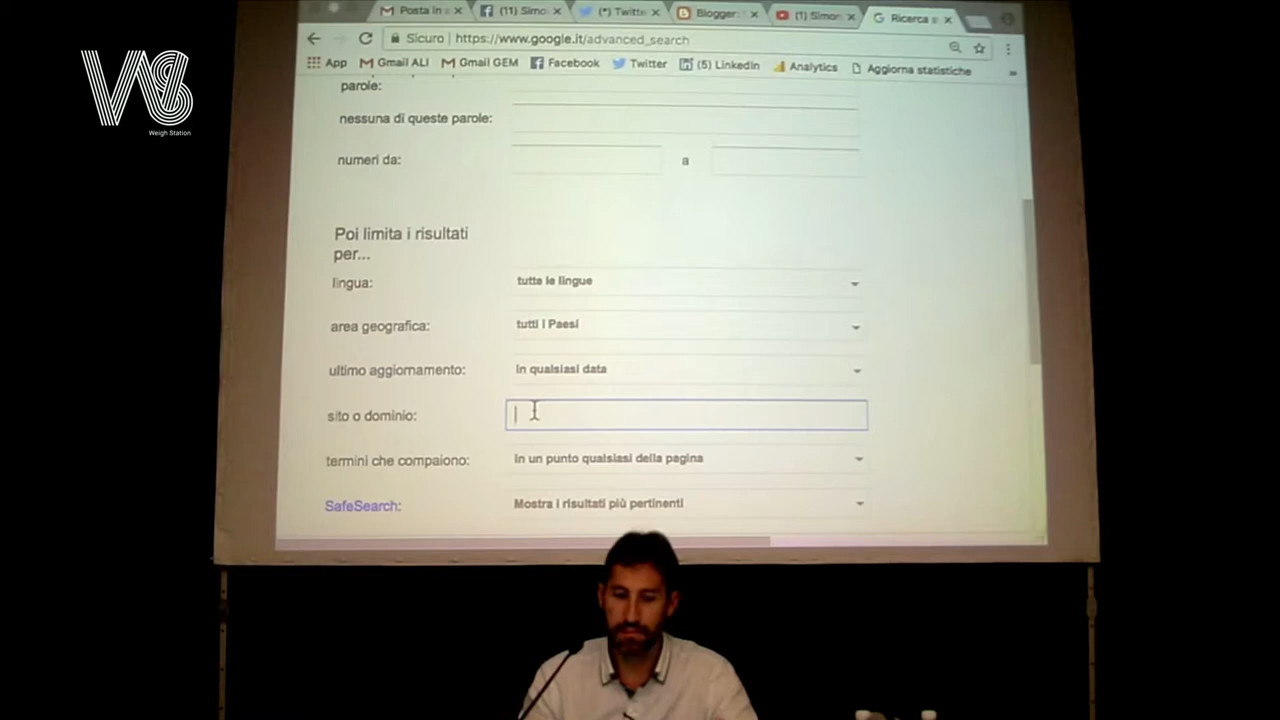 Posta in
(11) Simo
(*) Twitte
Blogger:
(1) Simon
Ricerca
Sicuro | https://www.google.it/advanced_search
App
Gmail ALI
Gmail GEM
Facebook
Twitter
(5) LinkedIn
Analytics
Aggiorna statistiche
»
WS
Weigh Station
parole:
nessuna di queste parole:
numeri da:
a
Poi limita i risultati
per...
lingua:
tutte le lingue
area geografica:
tutti i Paesi
ultimo aggiornamento:
in qualsiasi data
sito o dominio:
termini che compaiono:
in un punto qualsiasi della pagina
SafeSearch:
Mostra i risultati più pertinenti